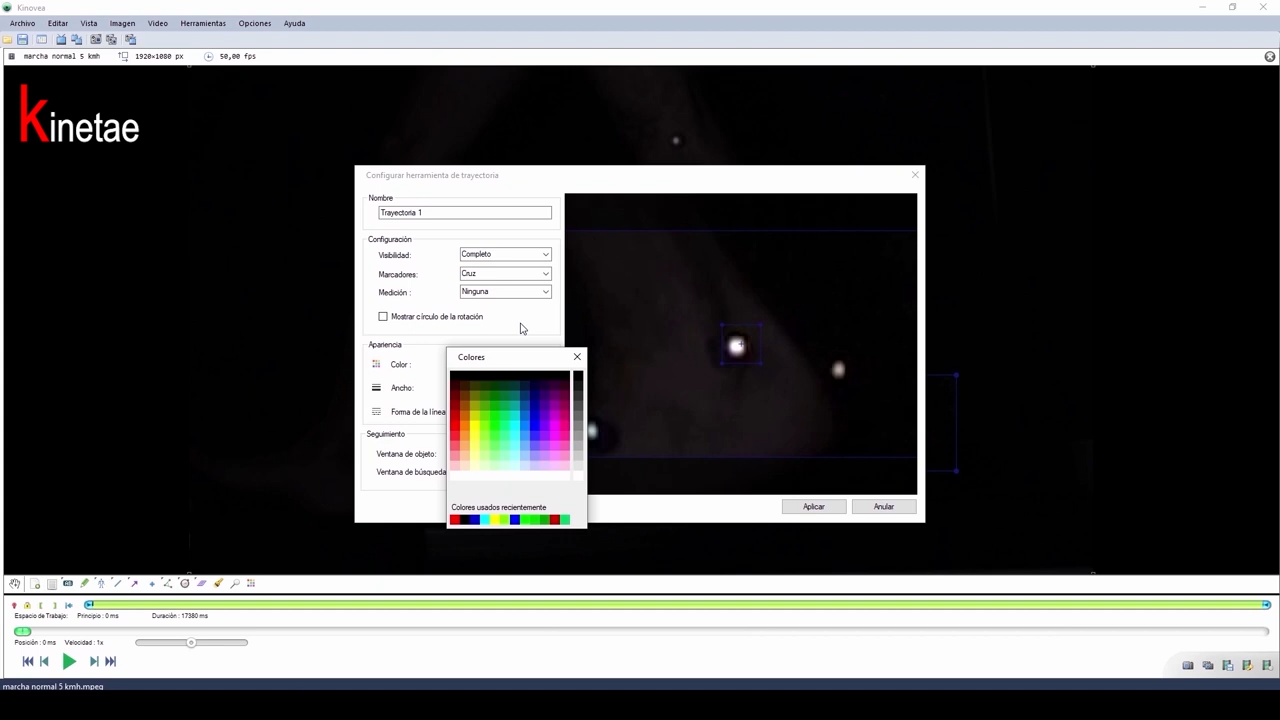 Kinovea
Archivo Editar Vista Imagen Video Herramientas Opciones Ayuda
marcha normal 5 kmh 1920×1080 px 50,00 fps
kinetae
Configurar herramienta de trayectoria
Nombre
Trayectoria 1
Configuración
Visibilidad: Completo
Marcadores: Cruz
Medición : Ninguna
Mostrar círculo de la rotación
Apariencia
Color :
Ancho:
Forma de la línea
Seguimiento
Ventana de objeto:
Ventana de búsqueda
Colores
Colores usados recientemente
Aplicar Anular
Espacio de Trabajo: Principio : 0 ms Duración : 17380 ms
Posición : 0 ms Velocidad : 1x
marcha normal 5 kmh.mpeg